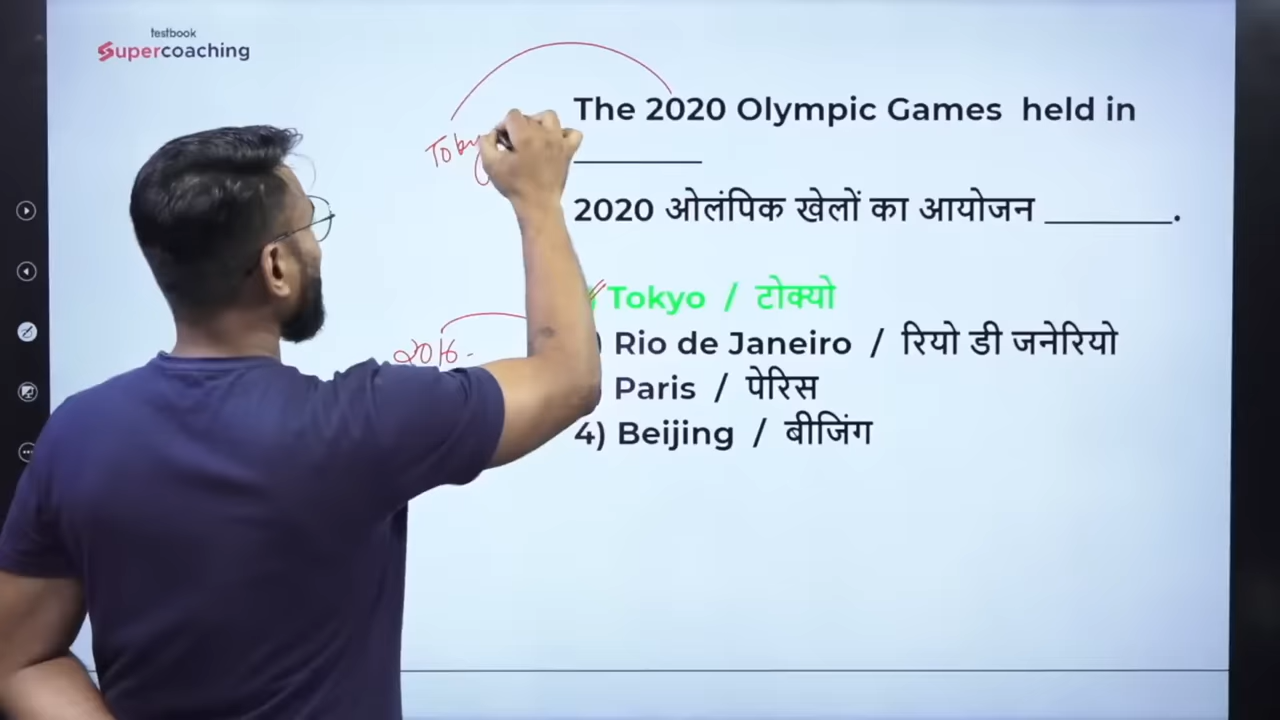 testbook
Supercoaching
The 2020 Olympic Games held in
________
2020 ओलंपिक खेलों का आयोजन ________.
Tokyo / टोक्यो
2016.
) Rio de Janeiro / रियो डी जनेरियो
) Paris / पेरिस
4) Beijing / बीजिंग